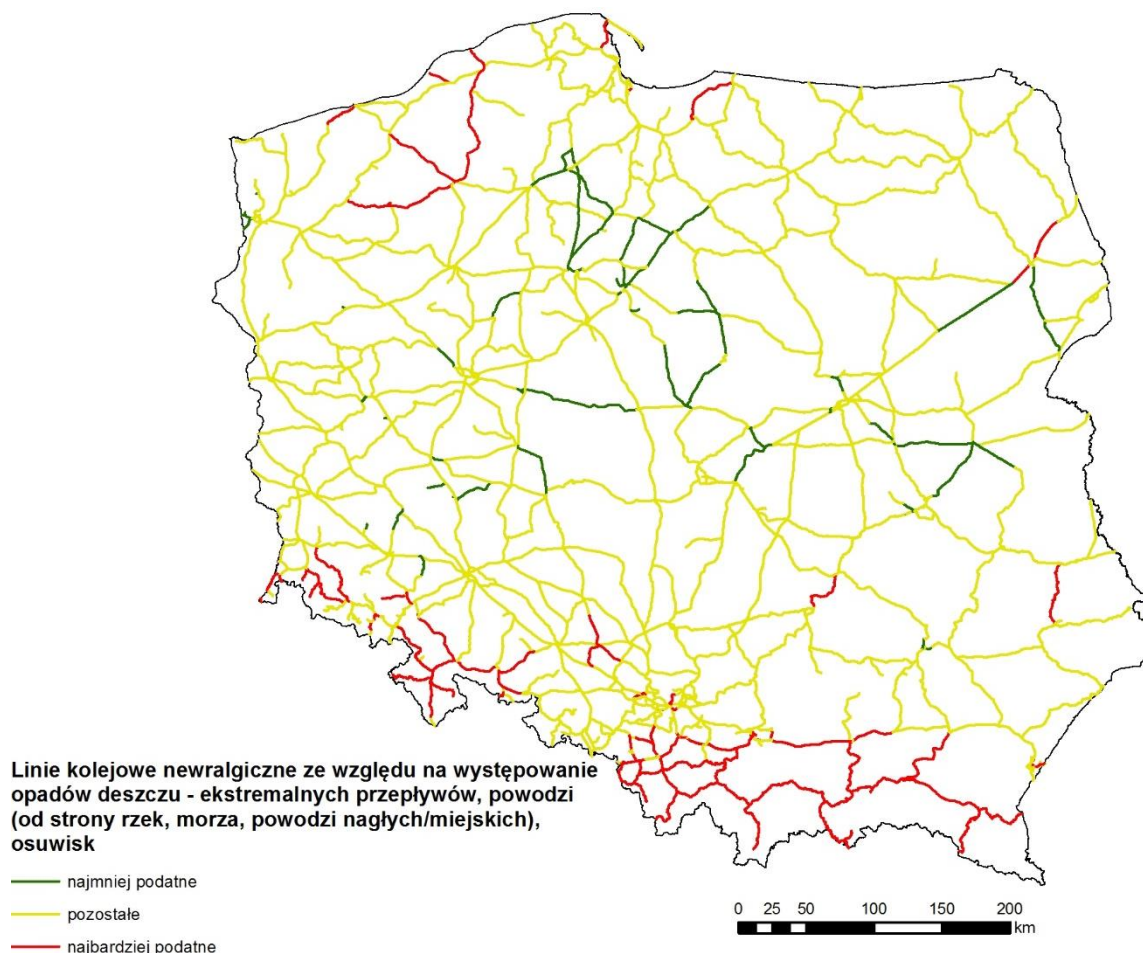 Linie kolejowe newralgiczne ze względu na występowanie
opadów deszczu - ekstremalnych przepływów, powodzi
(od strony rzek, morza, powodzi nagłych/miejskich),
osuwisk
najmniej podatne
pozostałe
najbardziej podatne
0 25 50 100 150 200
km